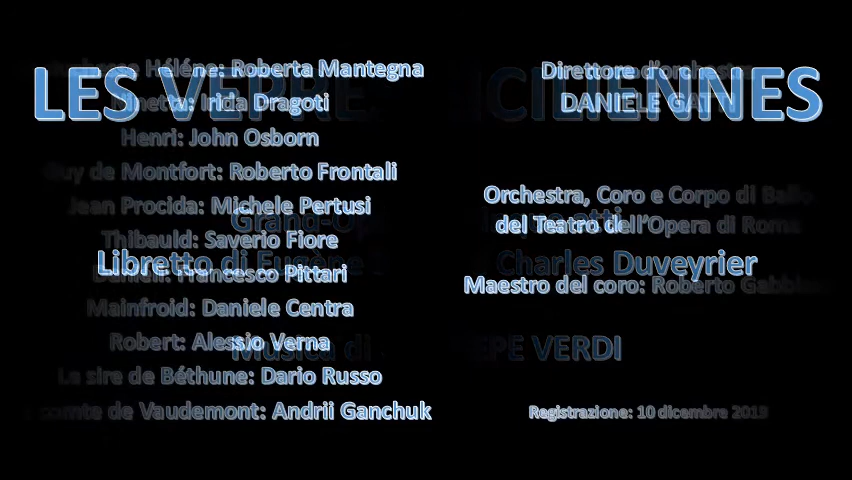 LES VEPRES SICILIENNES
Hélène: Roberta Mantegna
Ninetta: Irida Dragoti
Henri: John Osborn
Guy de Montfort: Roberto Frontali
Jean Procida: Michele Pertusi
Thibauld: Saverio Fiore
Danieli: Francesco Pittari
Mainfroid: Daniele Centra
Robert: Alessio Verna
Le sire de Béthune: Dario Russo
comte de Vaudemont: Andrii Ganchuk
Direttore d'orchestra
DANIELE GATTI
Orchestra, Coro e Corpo di Ballo
del Teatro dell'Opera di Roma
Maestro del coro: Roberto Gabbiani
Registrazione: 10 dicembre 2019
Grand-Opéra atti
Libretto di Eugène Charles Duveyrier
Musica di GIUSEPPE VERDI